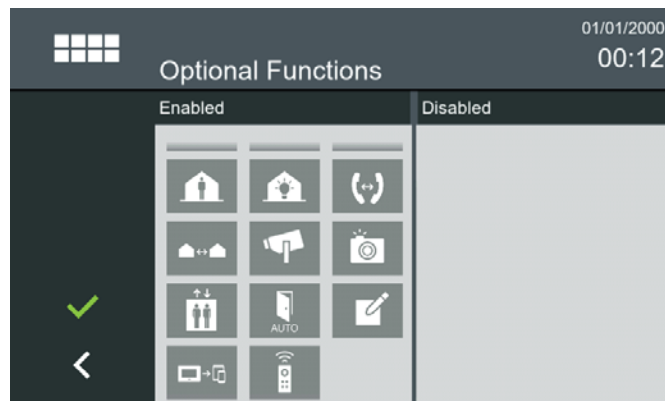 01/01/2000
Optional Functions
00:12
Enabled
Disabled
AUTO